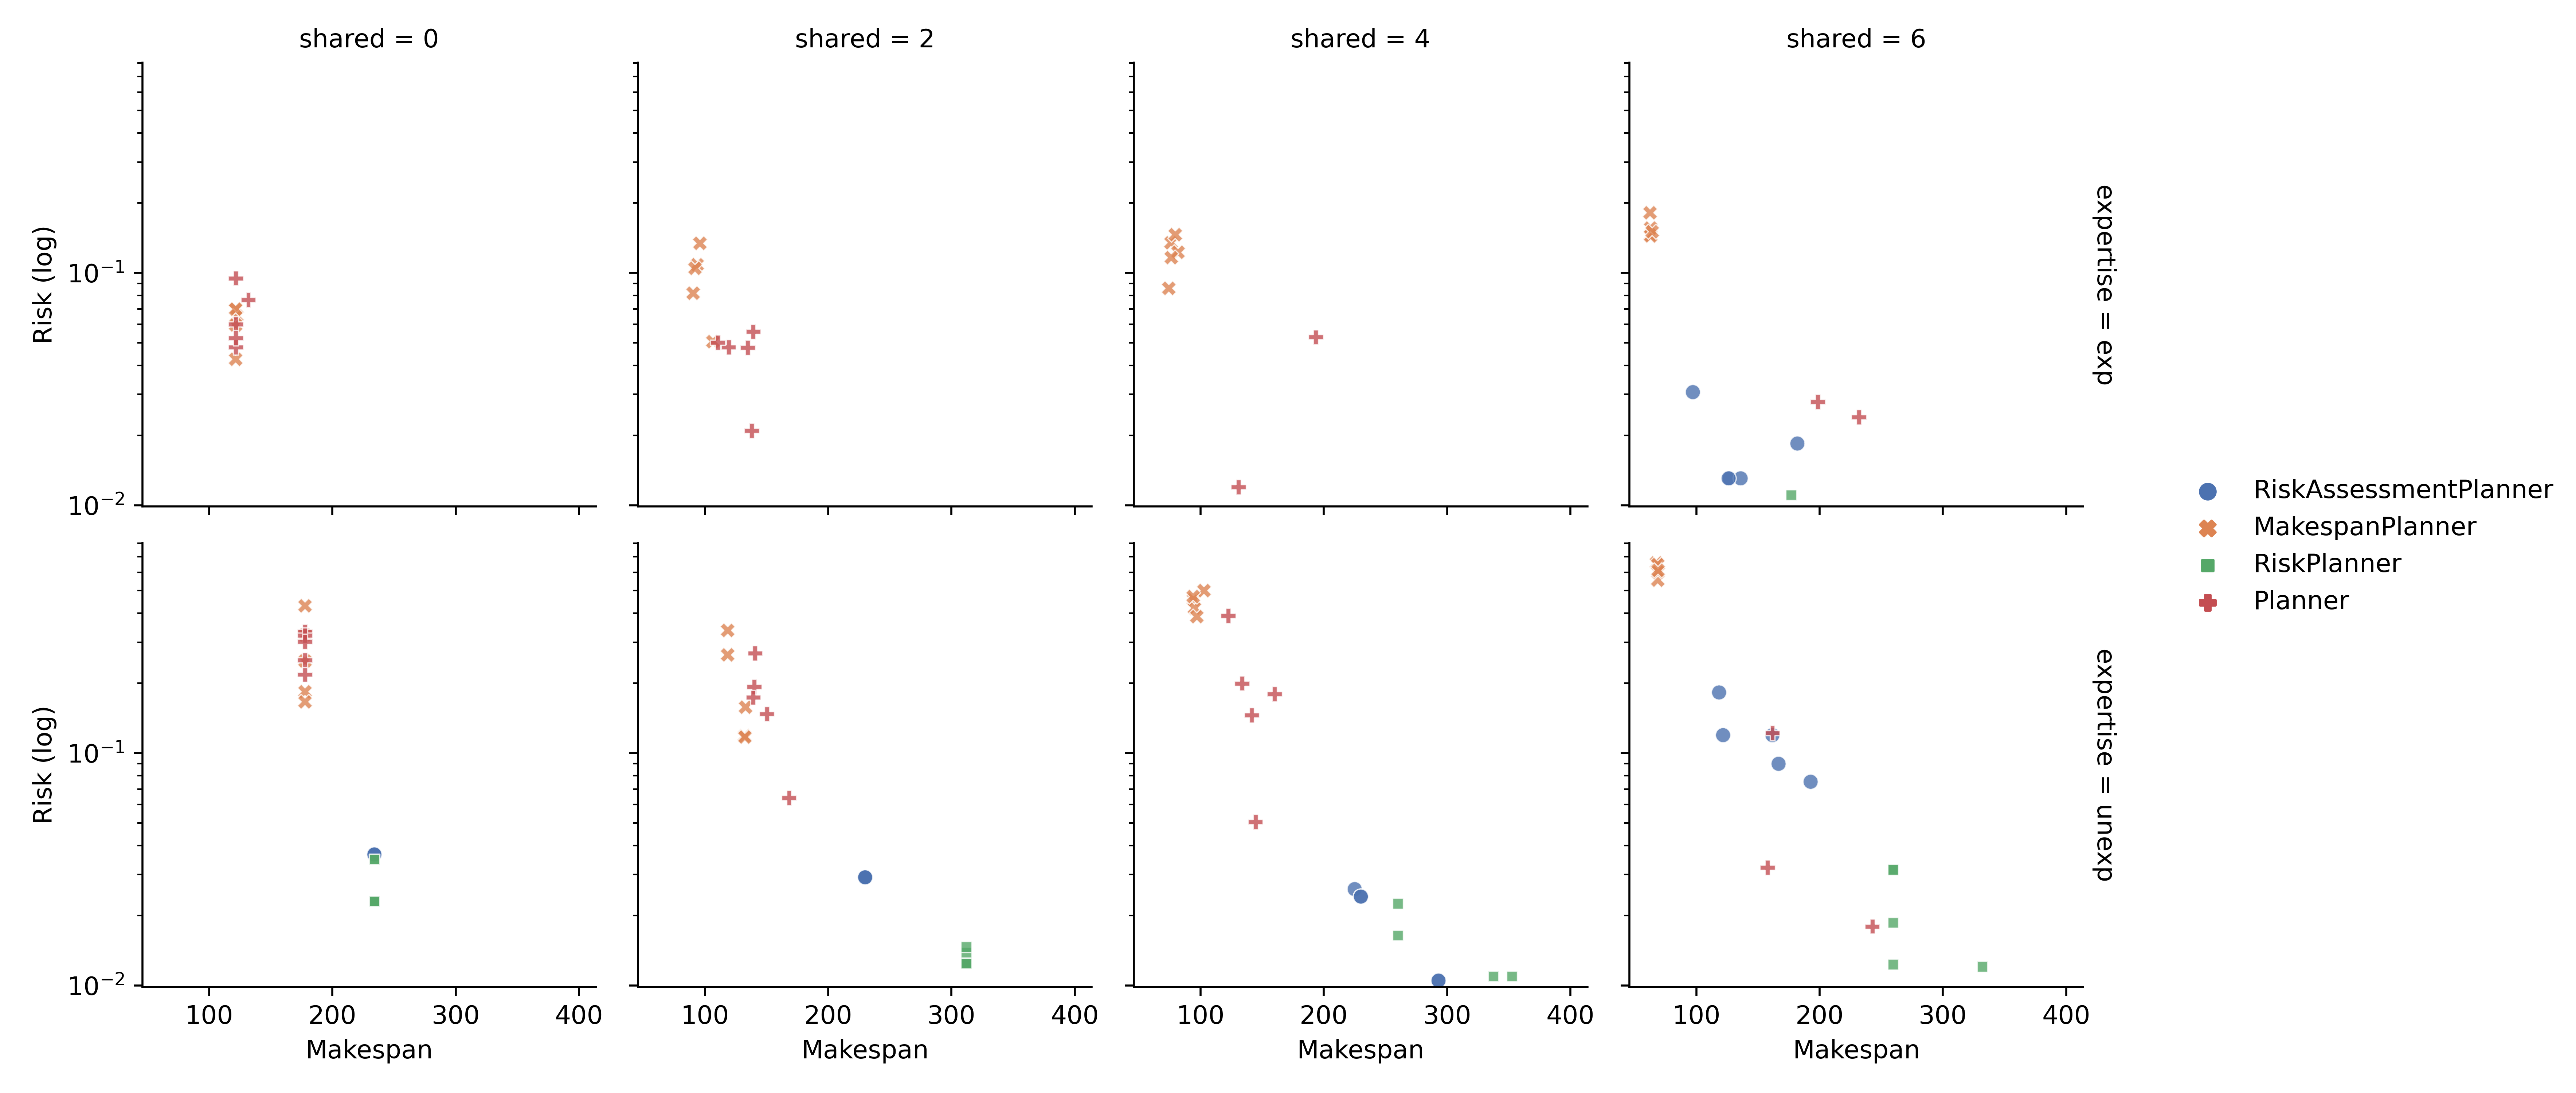 shared = 0
shared = 2
shared = 4
shared = 6
Risk (log)
10⁻¹
10⁻²
expertise = exp
RiskAssessmentPlanner
MakespanPlanner
RiskPlanner
Planner
Risk (log)
10⁻¹
10⁻²
expertise = unexp
100 200 300 400
100 200 300 400
100 200 300 400
100 200 300 400
Makespan
Makespan
Makespan
Makespan